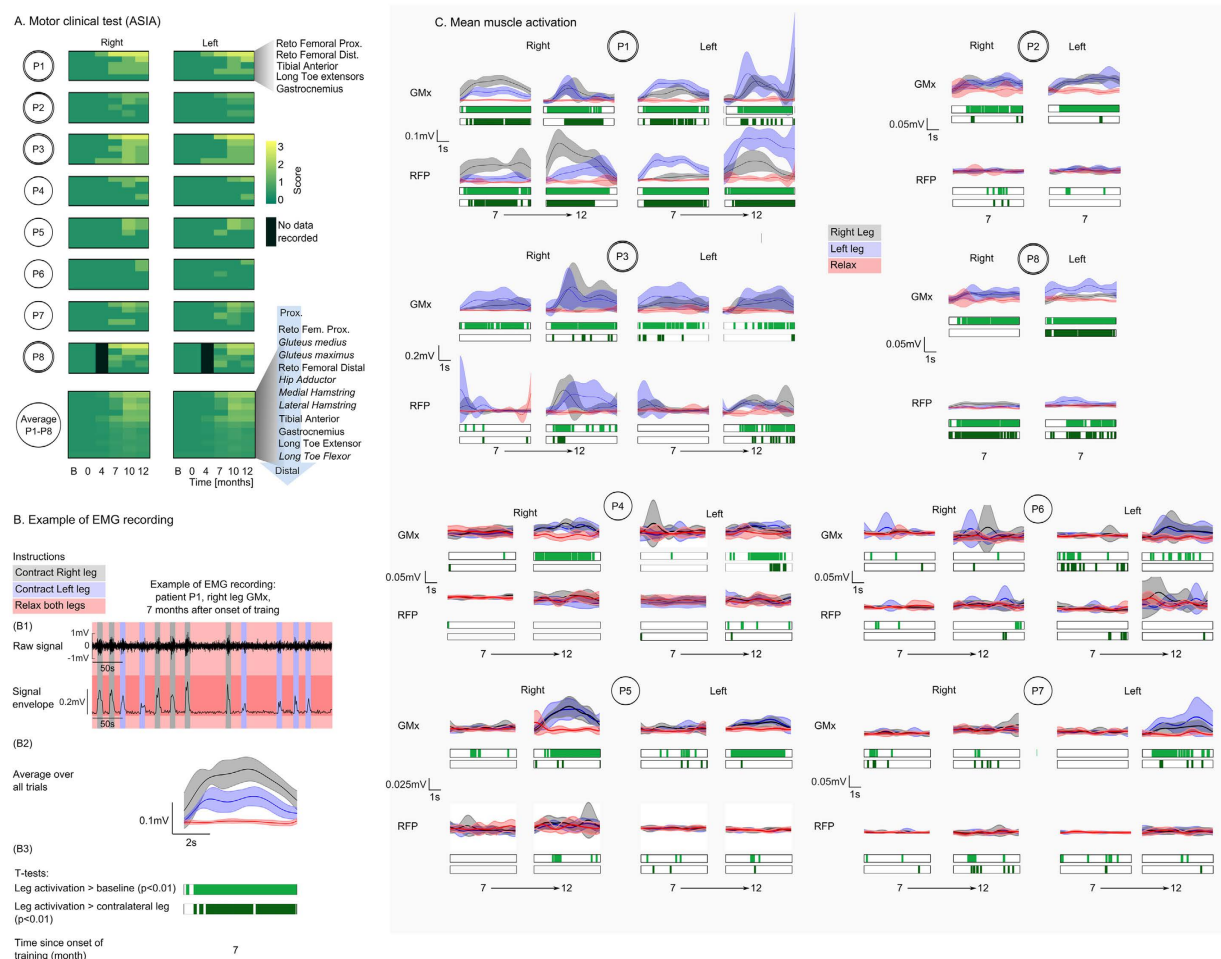 A. Motor clinical test (ASIA)
Right
Left
P1
P2
P3
P4
P5
P6
P7
P8
Average
P1-P8
Reto Femoral Prox.
Reto Femoral Dist.
Tibial Anterior
Long Toe extensors
Gastrocnemius
3
2
1
0
Score
No data
recorded
Prox.
Reto Fem. Prox.
Gluteus medius
Gluteus maximus
Reto Femoral Distal
Hip Adductor
Medial Hamstring
Lateral Hamstring
Tibial Anterior
Gastrocnemius
Long Toe Extensor
Long Toe Flexor
Distal
B 0 4 7 10 12
B 0 4 7 10 12
Time [months]
B. Example of EMG recording
Instructions
Contract Right leg
Contract Left leg
Relax both legs
Example of EMG recording:
patient P1, right leg GMx,
7 months after onset of traing
(B1)
Raw signal
1mV
0
-1mV
50s
Signal
envelope
0.2mV
50s
(B2)
Average over
all trials
0.1mV
2s
(B3)
T-tests:
Leg activivation > baseline (p<0.01)
Leg activivation > contralateral leg
(p<0.01)
Time since onset of
training (month)
7
C. Mean muscle activation
Right
P1
Left
GMx
0.1mV
1s
RFP
7
12
7
12
Right
P2
Left
GMx
0.05mV
1s
RFP
7
7
Right Leg
Left leg
Relax
Right
P3
Left
GMx
0.2mV
1s
RFP
7
12
7
12
Right
P8
Left
GMx
0.05mV
1s
RFP
7
7
Right
P4
Left
GMx
0.05mV
1s
RFP
7
12
7
12
Right
P6
Left
GMx
0.05mV
1s
RFP
7
12
7
12
Right
P5
Left
GMx
0.025mV
1s
RFP
7
12
7
12
Right
P7
Left
GMx
0.05mV
1s
RFP
7
12
7
12